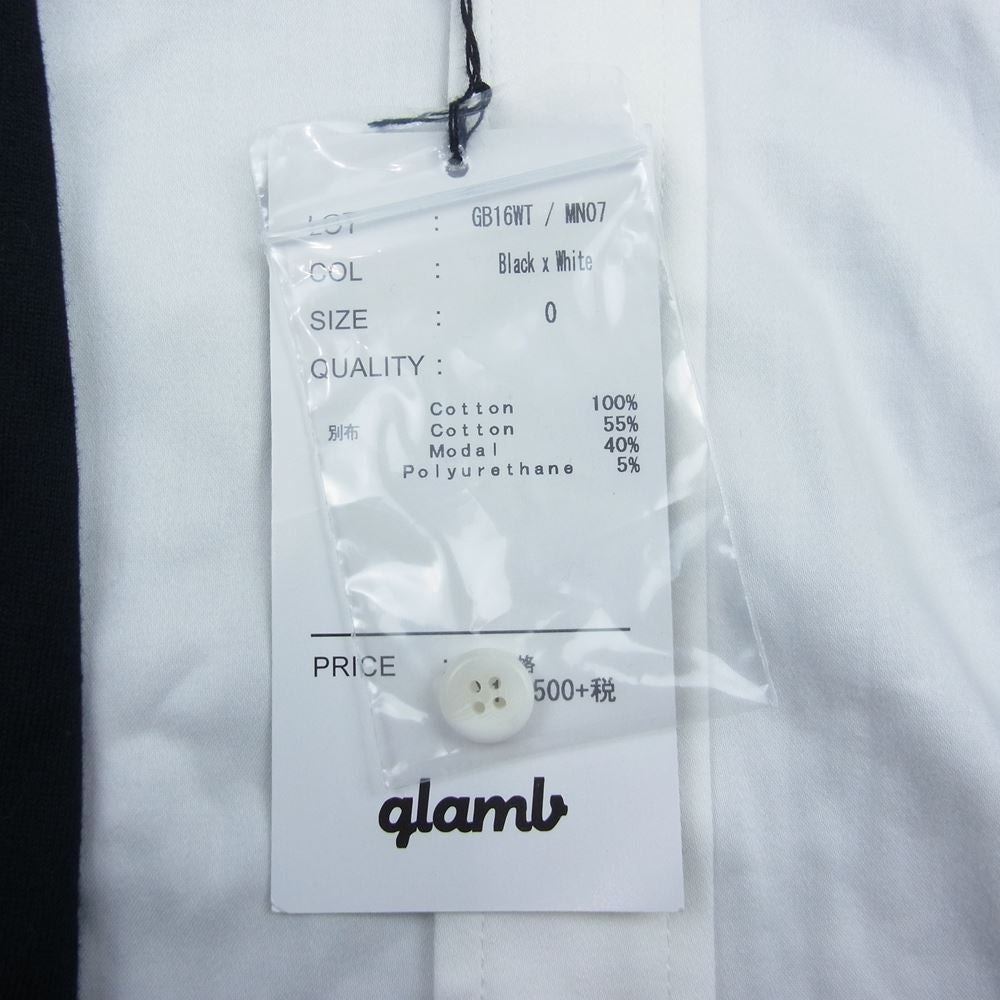 LOT : GB16WT / MN07
COL : Black x White
SIZE : 0
QUALITY :
Cotton 100%
別布 Cotton 55%
Modal 40%
Polyurethane 5%
PRICE : 格
500+税
glamb